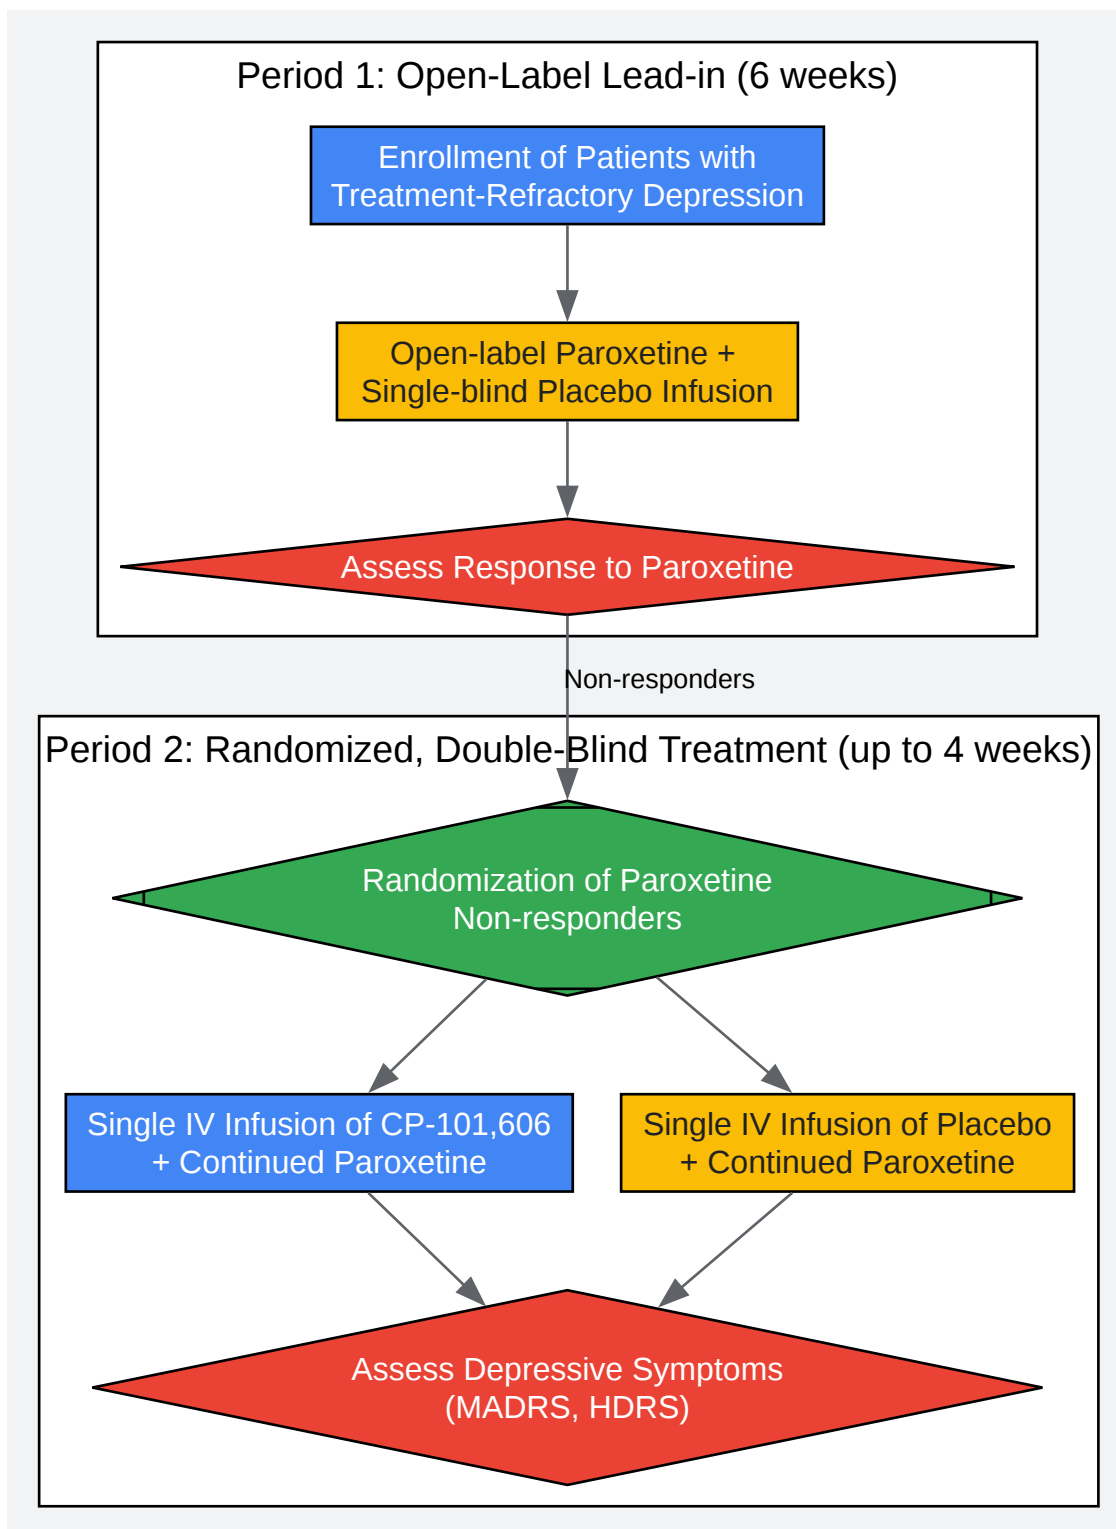 Period 1: Open-Label Lead-in (6 weeks)
Enrollment of Patients with
Treatment-Refractory Depression
Open-label Paroxetine +
Single-blind Placebo Infusion
Assess Response to Paroxetine
Non-responders
Period 2: Randomized, Double-Blind Treatment (up to 4 weeks)
Randomization of Paroxetine
Non-responders
Single IV Infusion of CP-101,606
+ Continued Paroxetine
Single IV Infusion of Placebo
+ Continued Paroxetine
Assess Depressive Symptoms
(MADRS, HDRS)